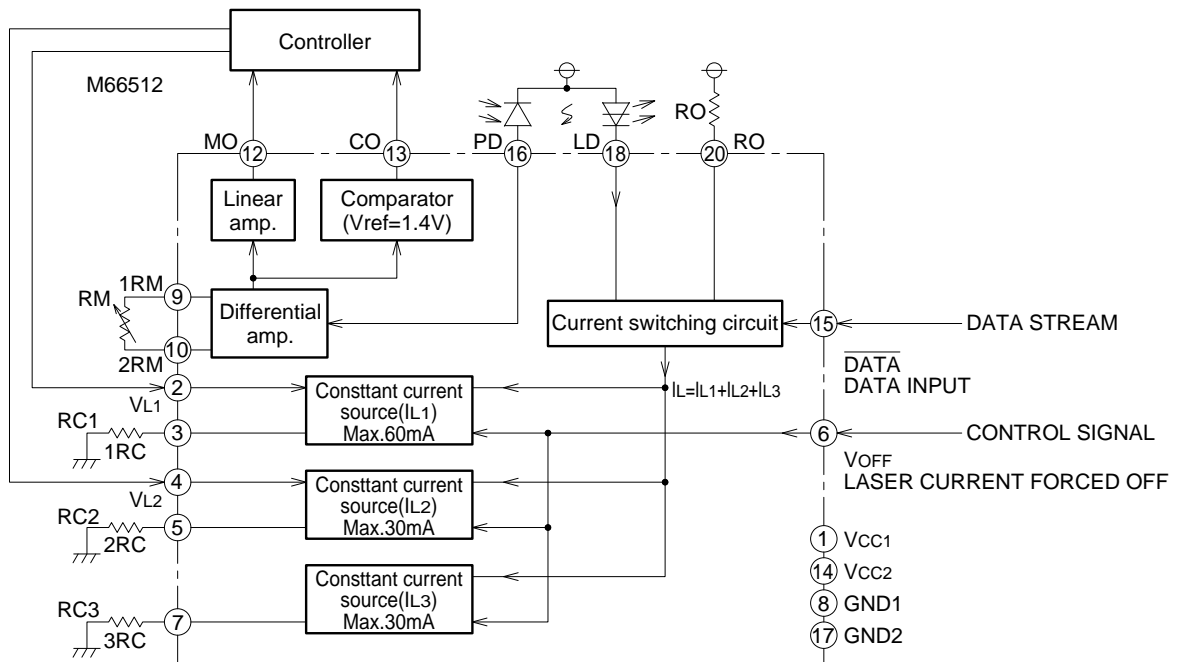 Controller
M66512
MO
12
CO
13
PD
16
LD
18
RO
20
RO
Linear
amp.
Comparator
(Vref=1.4V)
1RM
9
RM
10
2RM
Differential
amp.
Current switching circuit
15
DATA STREAM
DATA
DATA INPUT
2
VL1
Consttant current
source(IL1)
Max.60mA
IL=IL1+IL2+IL3
RC1
3
1RC
6
CONTROL SIGNAL
VOFF
LASER CURRENT FORCED OFF
4
VL2
Consttant current
source(IL2)
Max.30mA
RC2
5
2RC
1 VCC1
14 VCC2
8 GND1
17 GND2
Consttant current
source(IL3)
Max.30mA
RC3
7
3RC